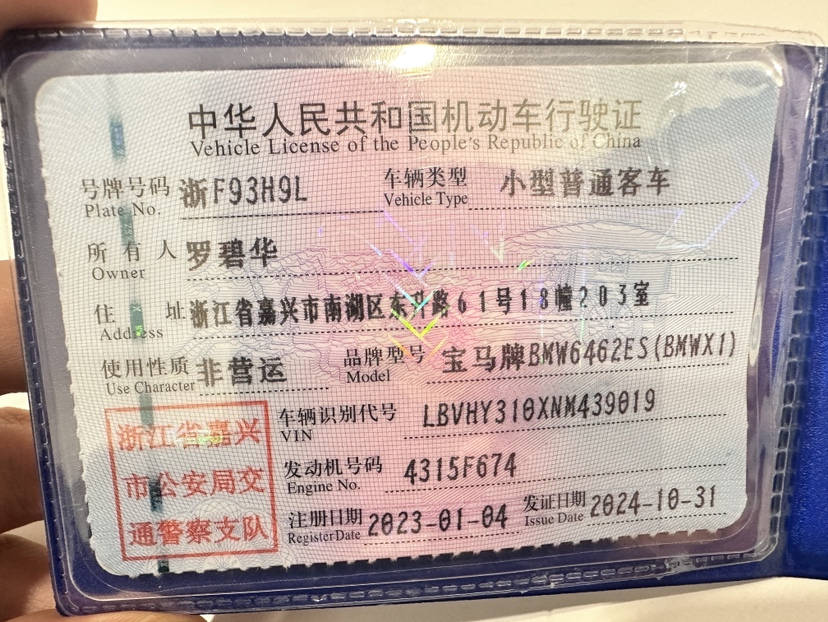 中华人民共和国机动车行驶证
Vehicle License of the People's Republic of China
号牌号码 浙F93H9L 车辆类型 小型普通客车
Plate No. Vehicle Type
所有人 罗碧华
Owner
住址 浙江省嘉兴市南湖区东升路61号18幢203室
Address
使用性质 非营运 品牌型号 宝马牌BMW6462ES(BMWX1)
Use Character Model
浙江省嘉兴
市公安局交
通警察支队
车辆识别代号 LBVHY310XNM439019
VIN
发动机号码 4315F674
Engine No.
注册日期 2023-01-04 发证日期 2024-10-31
Register Date Issue Date